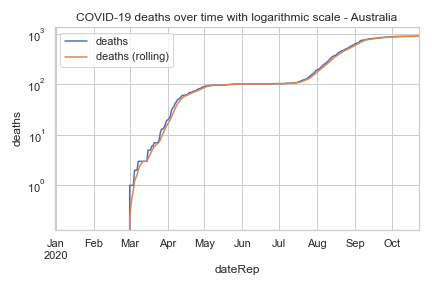 COVID-19 deaths over time with logarithmic scale - Australia
deaths
deaths (rolling)
10³
10²
10¹
10⁰
deaths
Jan Feb Mar Apr May Jun Jul Aug Sep Oct
2020
dateRep